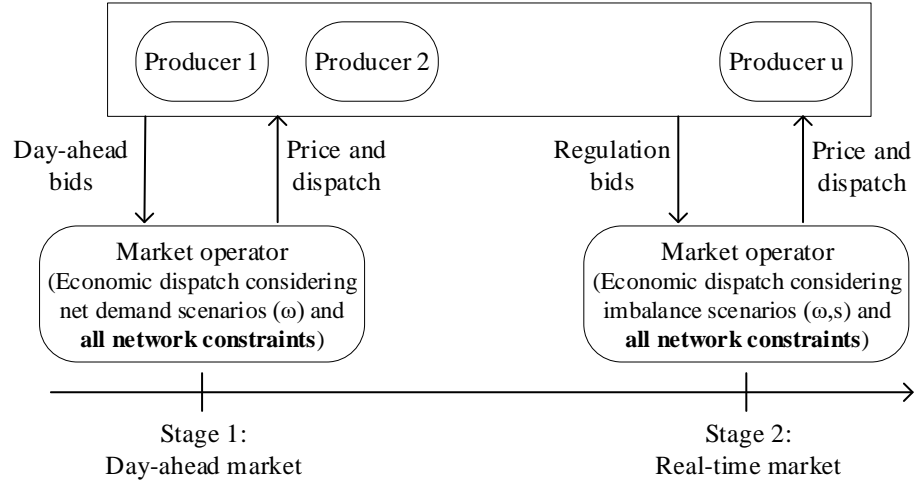 Producer 1
Producer 2
Producer u
Day-ahead
bids
Price and
dispatch
Regulation
bids
Price and
dispatch
Market operator
(Economic dispatch considering
net demand scenarios (ω) and
all network constraints)
Market operator
(Economic dispatch considering
imbalance scenarios (ω,s) and
all network constraints)
Stage 1:
Day-ahead market
Stage 2:
Real-time market